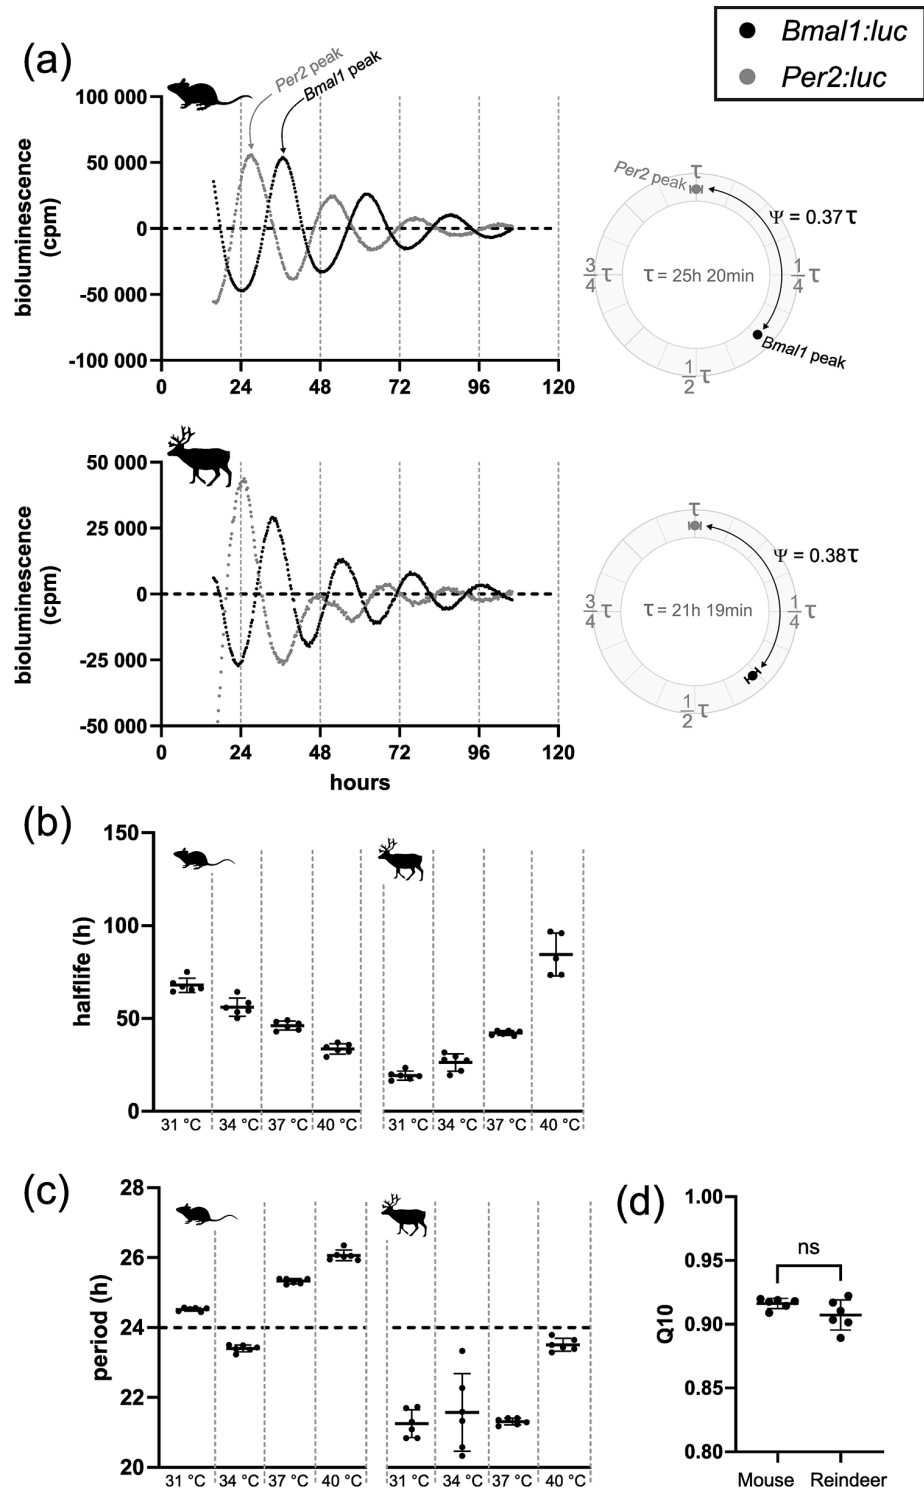 Bmal1:luc
Per2:luc
(a)
Per2 peak
Bmal1 peak
100 000
50 000
0
-50 000
-100 000
bioluminescence
(cpm)
0 24 48 72 96 120
Per2 peak
τ
Ψ = 0.37τ
3/4 τ
τ = 25h 20min
1/4 τ
Bmal1 peak
1/2 τ
50 000
25 000
0
-25 000
-50 000
bioluminescence
(cpm)
0 24 48 72 96 120
hours
τ
Ψ = 0.38τ
3/4 τ
τ = 21h 19min
1/4 τ
1/2 τ
(b)
150
100
50
0
halflife (h)
31 °C 34 °C 37 °C 40 °C 31 °C 34 °C 37 °C 40 °C
(c)
28
26
24
22
20
period (h)
31 °C 34 °C 37 °C 40 °C 31 °C 34 °C 37 °C 40 °C
(d)
1.00
0.95
0.90
0.85
0.80
Q10
ns
Mouse Reindeer